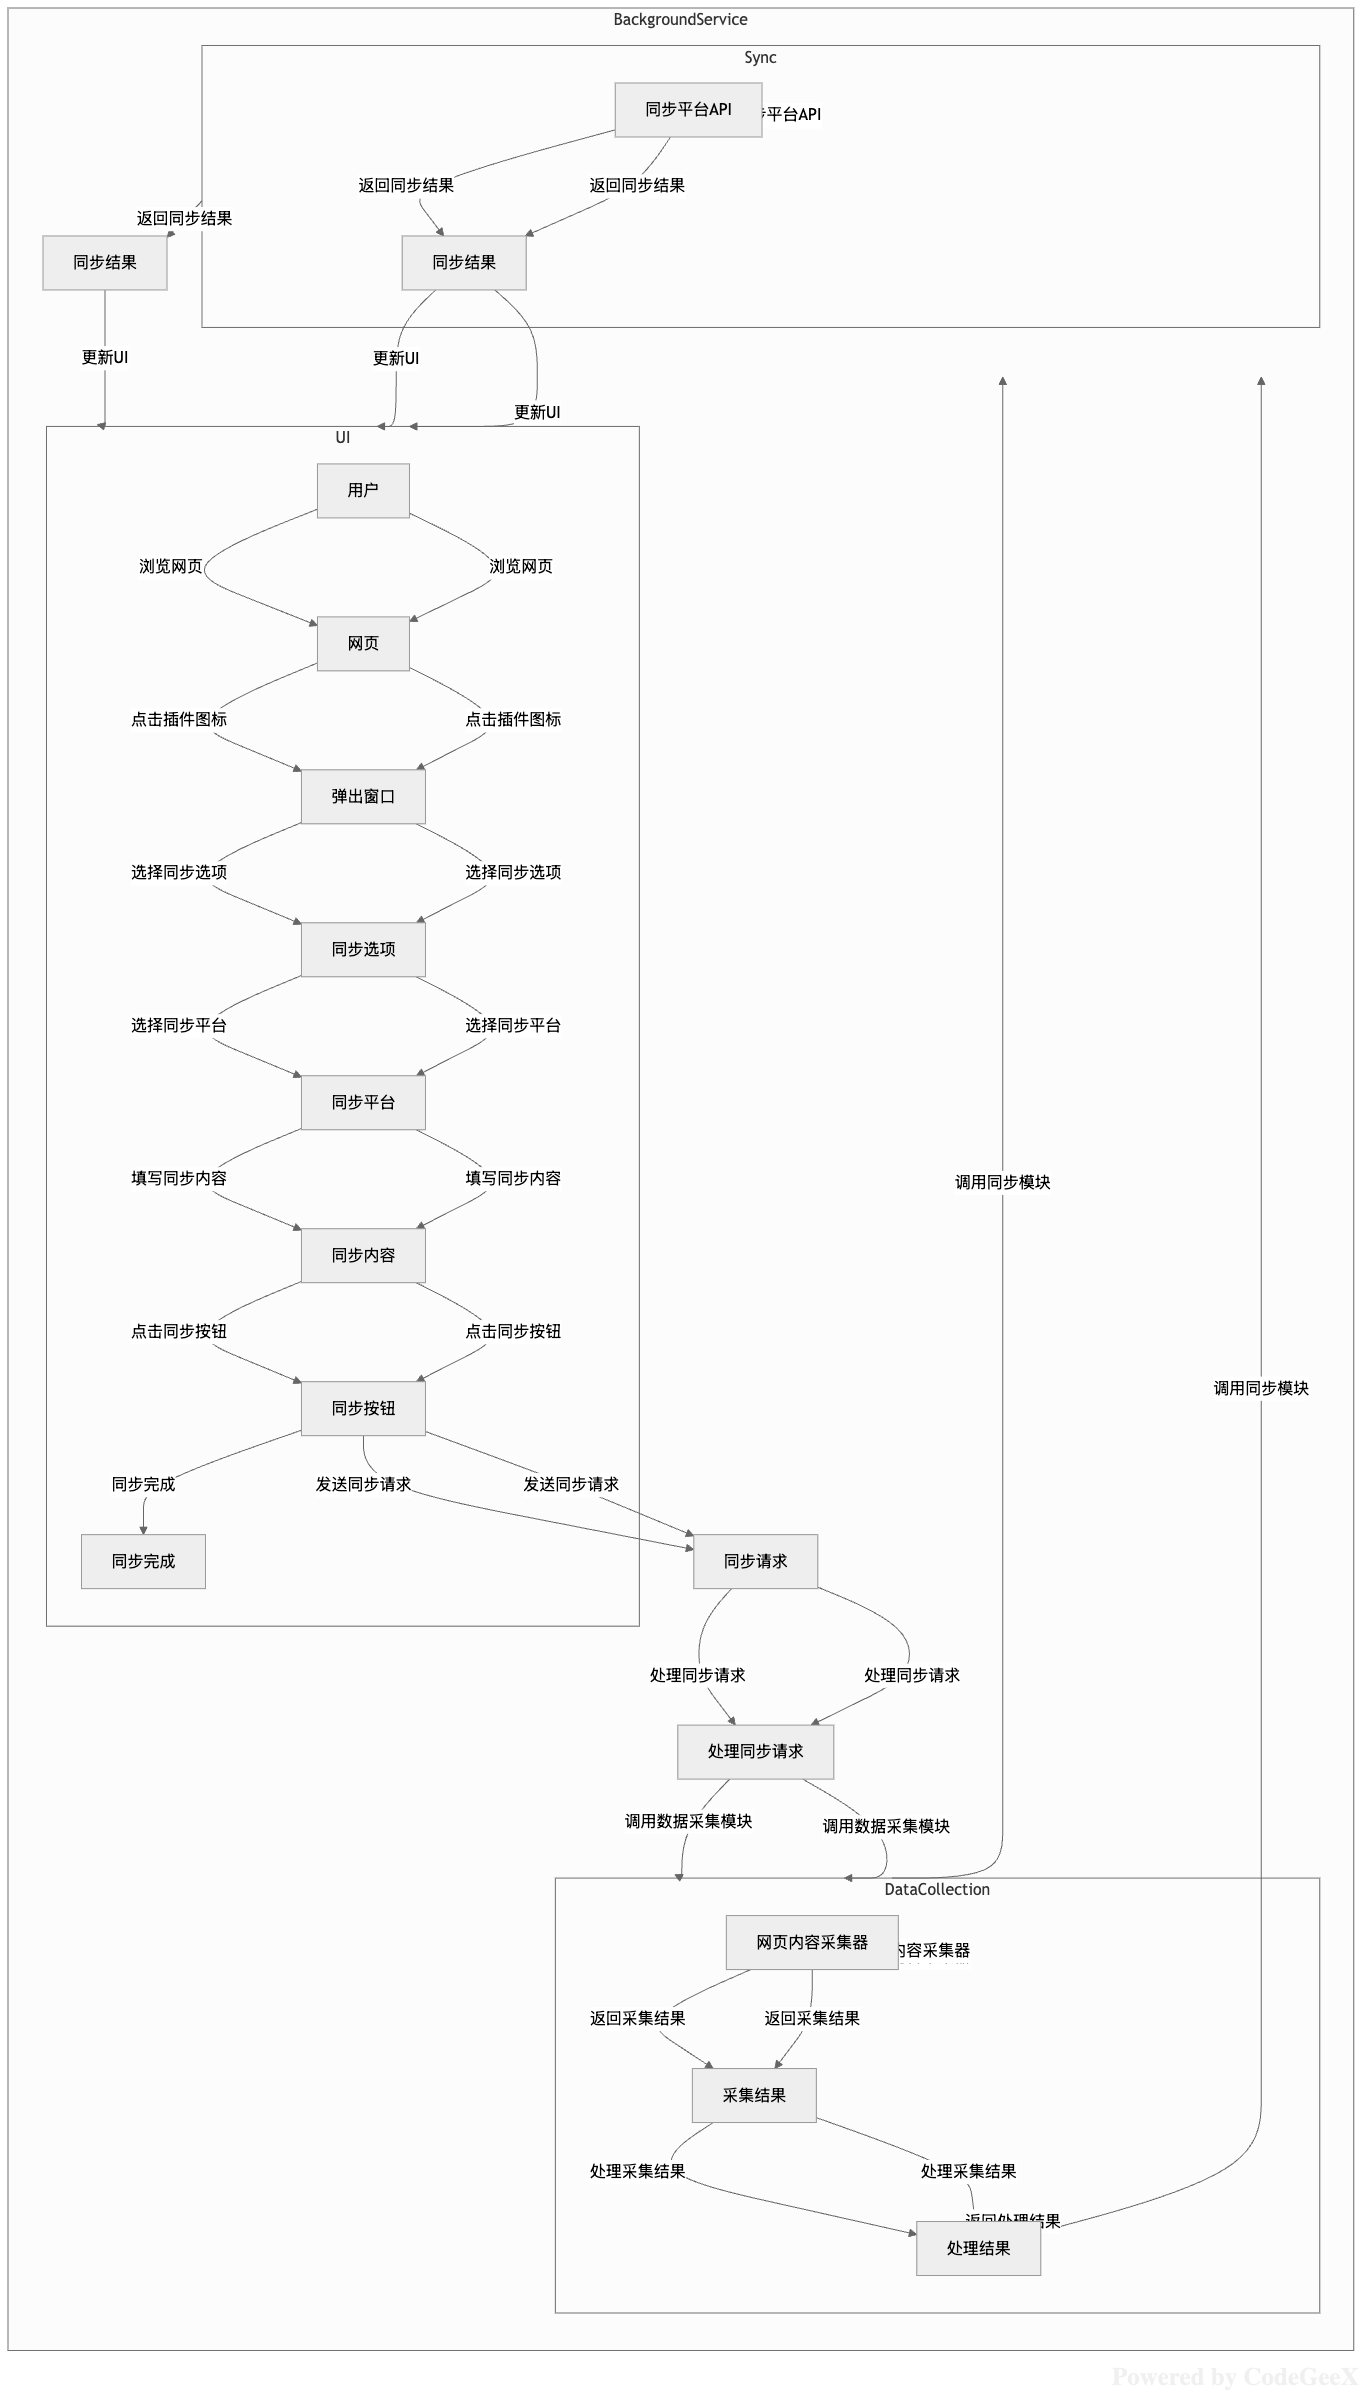 BackgroundService
Sync
同步平台API
平台API
返回同步结果
返回同步结果
返回同步结果
同步结果
同步结果
更新UI
更新UI
更新UI
UI
用户
浏览网页
浏览网页
网页
点击插件图标
点击插件图标
弹出窗口
选择同步选项
选择同步选项
同步选项
选择同步平台
选择同步平台
同步平台
填写同步内容
填写同步内容
调用同步模块
同步内容
点击同步按钮
点击同步按钮
调用同步模块
同步按钮
同步完成
发送同步请求
发送同步请求
同步完成
同步请求
处理同步请求
处理同步请求
处理同步请求
调用数据采集模块
调用数据采集模块
DataCollection
网页内容采集器
内容采集器
返回采集结果
返回采集结果
采集结果
处理采集结果
处理采集结果
返回处理结果
处理结果
Powered by CodeGeeX